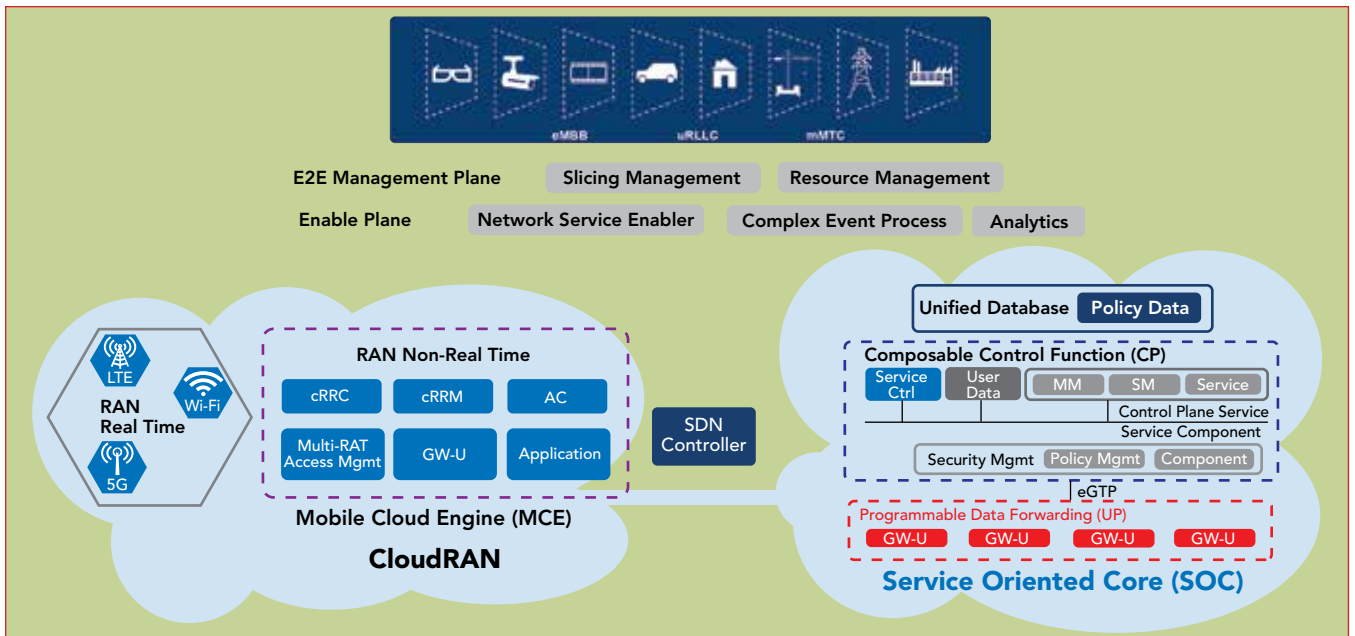 eMBB uRLLC mMTC
E2E Management Plane Slicing Management Resource Management
Enable Plane Network Service Enabler Complex Event Process Analytics
LTE
Wi-Fi
RAN
Real Time
5G
RAN Non-Real Time
cRRC cRRM AC
Multi-RAT
Access Mgmt
GW-U
Application
Mobile Cloud Engine (MCE)
CloudRAN
SDN
Controller
Unified Database Policy Data
Composable Control Function (CP)
Service
Ctrl
User
Data
MM SM Service
Control Plane Service
Service Component
Security Mgmt Policy Mgmt Component
eGTP
Programmable Data Forwarding (UP)
GW-U GW-U GW-U GW-U
Service Oriented Core (SOC)